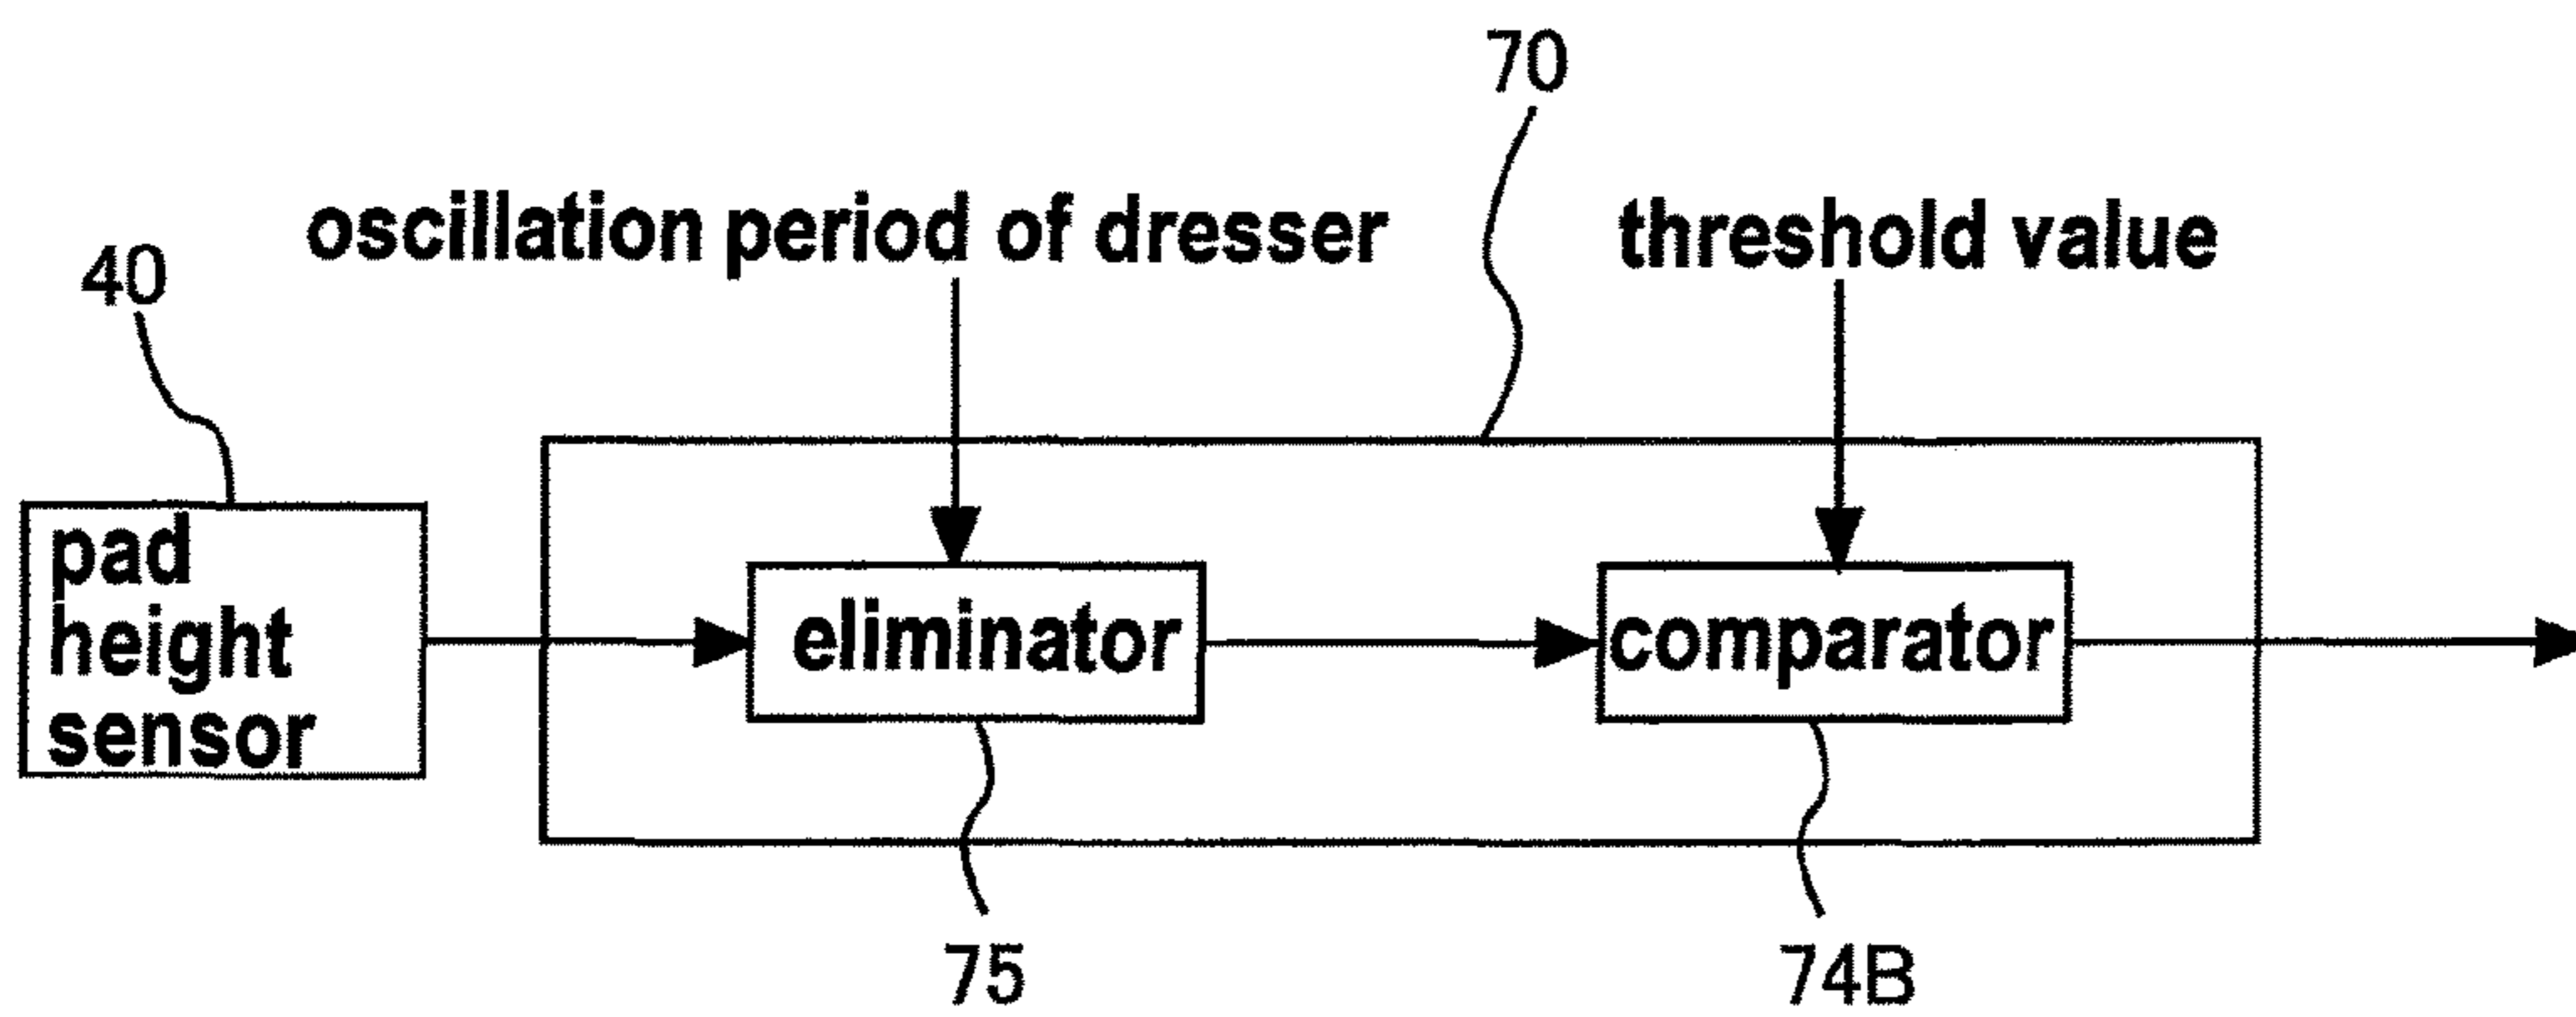 70
oscillation period of dresser
threshold value
40
pad
height
sensor
eliminator
comparator
75
74B